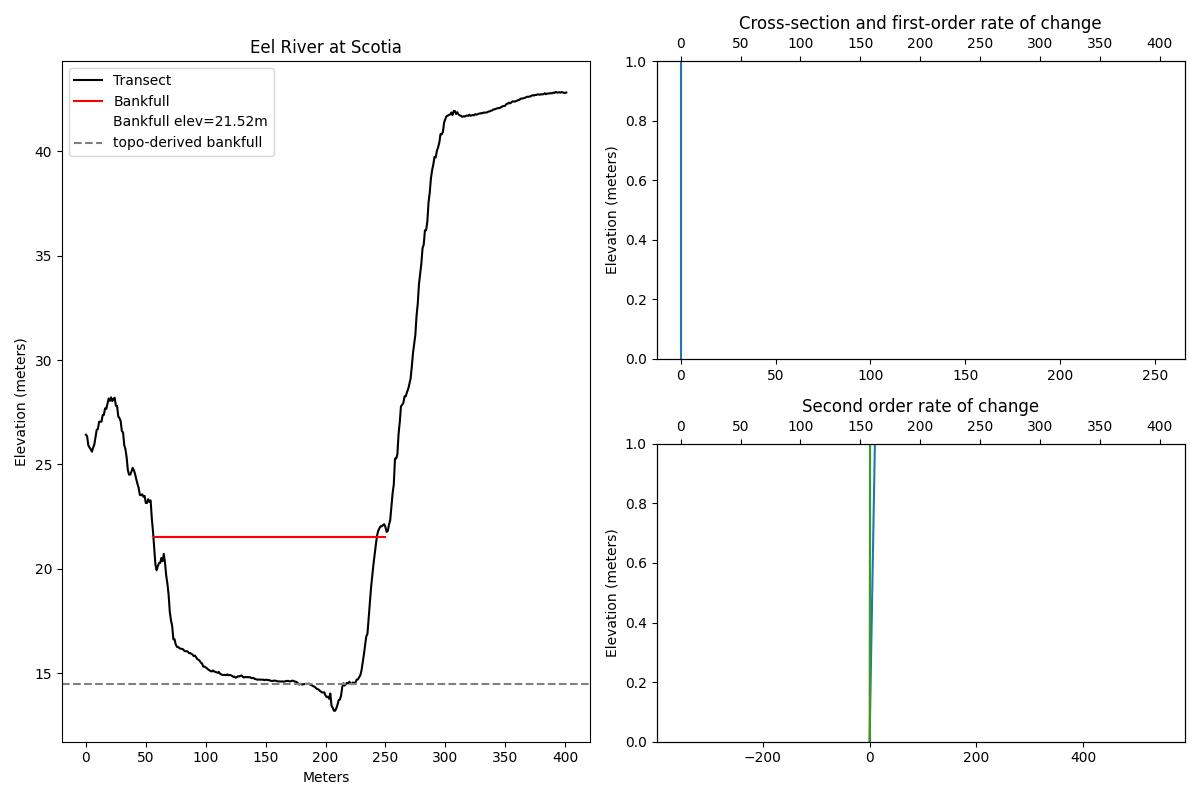 Eel River at Scotia
Transect
Bankfull
Bankfull elev=21.52m
topo-derived bankfull
Elevation (meters)
40
35
30
25
20
15
0 50 100 150 200 250 300 350 400
Meters
Cross-section and first-order rate of change
0 50 100 150 200 250 300 350 400
Elevation (meters)
1.0
0.8
0.6
0.4
0.2
0.0
0 50 100 150 200 250
Second order rate of change
0 50 100 150 200 250 300 350 400
Elevation (meters)
1.0
0.8
0.6
0.4
0.2
0.0
−200 0 200 400